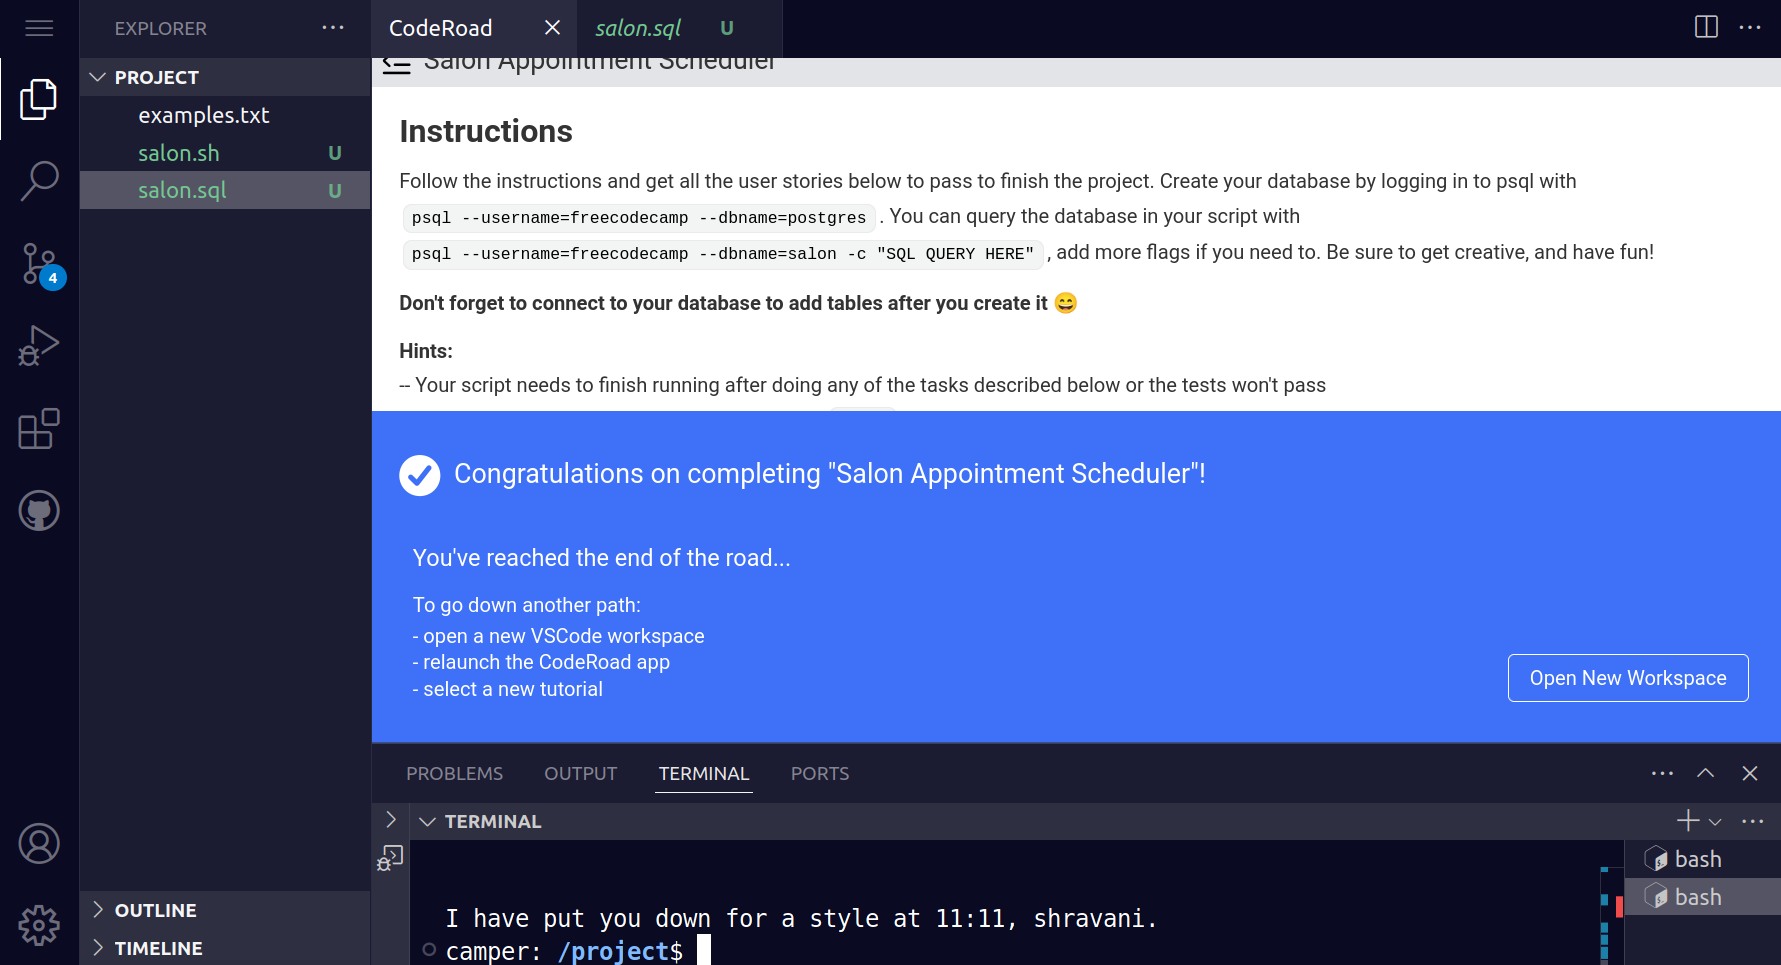 EXPLORER
PROJECT
examples.txt
salon.sh U
salon.sql U
4
OUTLINE
TIMELINE
CodeRoad
salon.sql U
Salon Appointment Scheduler
Instructions
Follow the instructions and get all the user stories below to pass to finish the project. Create your database by logging in to psql with
psql --username=freecodecamp --dbname=postgres . You can query the database in your script with
psql --username=freecodecamp --dbname=salon -c "SQL QUERY HERE" , add more flags if you need to. Be sure to get creative, and have fun!
Don't forget to connect to your database to add tables after you create it 😄
Hints:
-- Your script needs to finish running after doing any of the tasks described below or the tests won't pass
Congratulations on completing "Salon Appointment Scheduler"!
You've reached the end of the road...
To go down another path:
- open a new VSCode workspace
- relaunch the CodeRoad app
- select a new tutorial
Open New Workspace
PROBLEMS OUTPUT TERMINAL PORTS
TERMINAL
I have put you down for a style at 11:11, shravani.
camper: /project$
bash
bash